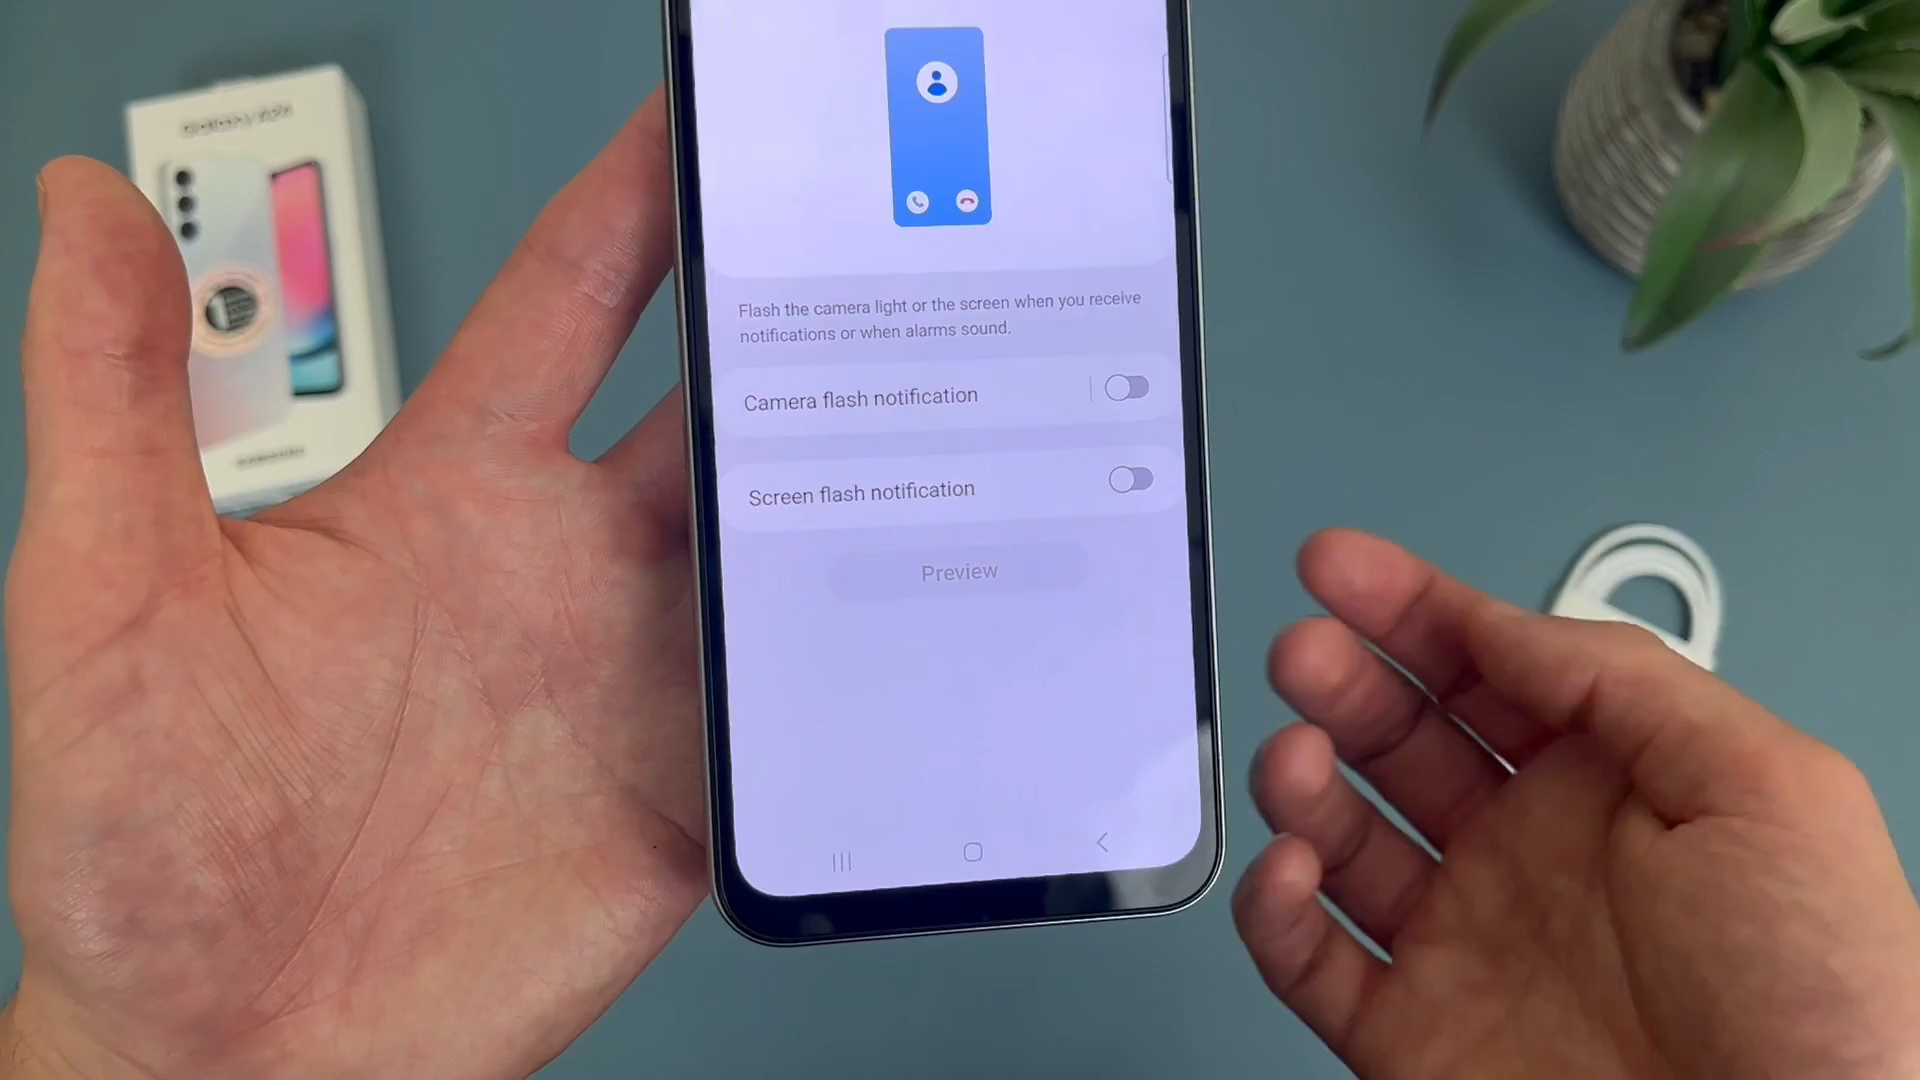 Flash the camera light or the screen when you receive
notifications or when alarms sound.
Camera flash notification
Screen flash notification
Preview
SAMSUNG